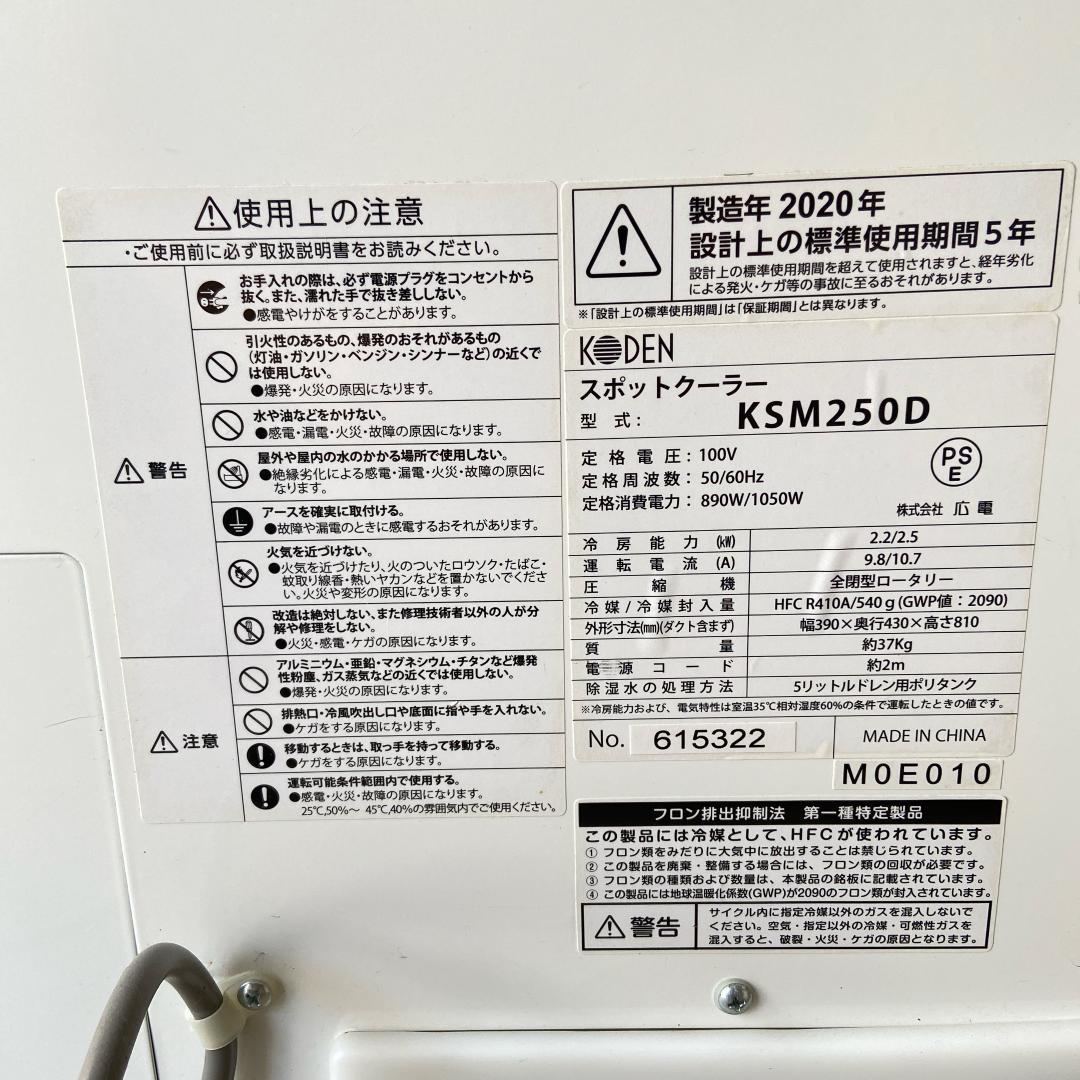 ⚠使用上の注意
・ご使用前に必ず取扱説明書をお読みください。
⚠警告
お手入れの際は、必ず電源プラグをコンセントから
抜く。また、濡れた手で抜き差ししない。
●感電やけがをすることがあります。
引火性のあるもの、爆発のおそれがあるもの
(灯油・ガソリン・ベンジン・シンナーなど)の近くで
は使用しない。
●爆発・火災の原因になります。
水や油などをかけない。
●感電・漏電・火災・故障の原因になります。
屋外や屋内の水のかかる場所で使用しない。
●絶縁劣化による感電・漏電・火災・故障の原因に
なります。
アースを確実に取付ける。
●故障や漏電のときに感電するおそれがあります。
火気を近づけない。
●火気を近づけたり、火のついたロウソク・たばこ・
蚊取り線香・熱いヤカンなどを置かないでくださ
い。火災や変形の原因になります。
改造は絶対しない、また修理技術者以外の人が分
解や修理をしない。
●火災・感電・ケガの原因になります。
⚠注意
アルミニウム・亜鉛・マグネシウム・チタンなど爆発
性粉塵、ガス蒸気などの近くでは使用しない。
●爆発・火災の原因になります。
排熱口・冷風吹出し口や底面に指や手を入れない。
●ケガをする原因になります。
移動するときは、取っ手を持って移動する。
●ケガをする原因になります。
運転可能条件範囲内で使用する。
●感電・火災・故障の原因になります。
25℃,50%～ 45℃,40%の雰囲気内でご使用ください。
製造年 2020年
設計上の標準使用期間５年
設計上の標準使用期間を超えて使用されますと、経年劣化
による発火・ケガ等の事故に至るおそれがあります。
※「設計上の標準使用期間」は「保証期間」とは異なります。
KODEN
スポットクーラー
型 式: KSM250D
定格電圧: 100V
定格周波数: 50/60Hz
定格消費電力: 890W/1050W
PS
E
株式会社 広電
冷房能力(kW) 2.2/2.5
運転電流(A) 9.8/10.7
圧縮機 全閉型ロータリー
冷媒/冷媒封入量 HFC R410A/540g(GWP値:2090)
外形寸法(mm)(ダクト含まず) 幅390×奥行430×高さ810
質量 約37Kg
電源コード 約2m
除湿水の処理方法 5リットルドレン用ポリタンク
※冷房能力および、電気特性は室温35℃相対湿度60%の条件で運転したときの値です。
No. 615322 MADE IN CHINA
M0E010
フロン排出抑制法 第一種特定製品
この製品には冷媒として、HFCが使われています。
① フロン類をみだりに大気中に放出することは禁じられています。
② この製品を廃棄・整備する場合には、フロン類の回収が必要です。
③ フロン類の種類および数量は、本製品の銘板に記載されています。
④ この製品には地球温暖化係数(GWP)が2090のフロン類が封入されています。
⚠警告
サイクル内に指定冷媒以外のガスを混入しないで
ください。空気・指定以外の冷媒・可燃性ガスを
混入すると、破裂・火災・ケガの原因となります。